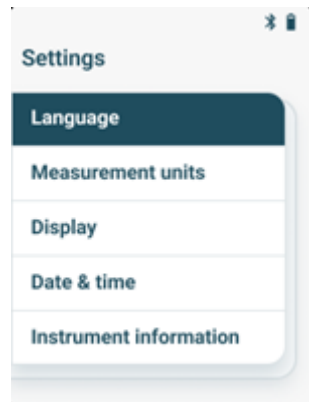 Settings
Language
Measurement units
Display
Date & time
Instrument information